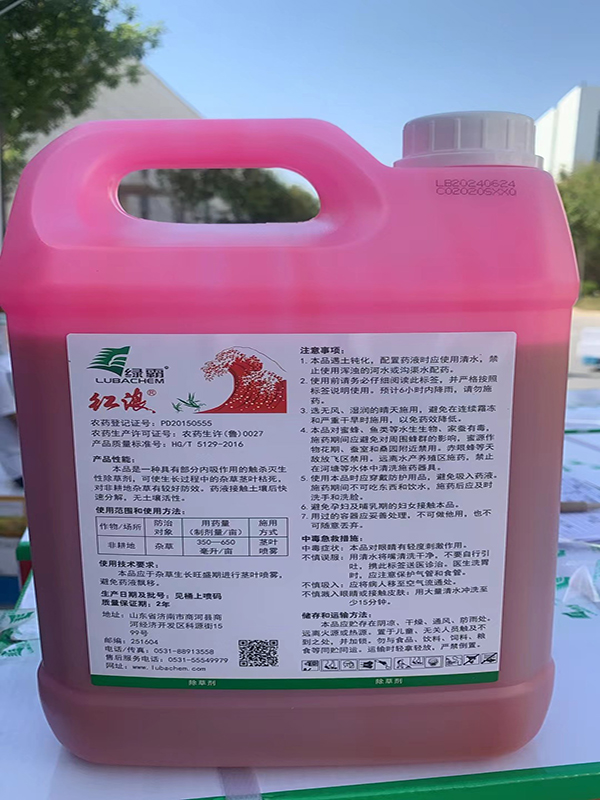 LB20240624
C020205XXQ
绿霸
LUBACHEM
红浪®
农药登记证号：PD20150555
农药生产许可证号：农药生许(鲁)0027
产品质量标准号：HG/T 5129-2016
产品性能：
本品是一种具有部分内吸作用的触杀灭生
性除草剂，可使生长过程中的杂草茎叶枯死，
对非耕地杂草有较好防效。药液接触土壤后快
速分解，无土壤活性。
使用范围和使用方法：
作物/场所 防治对象 用药量（制剂量/亩） 施用方式
非耕地 杂草 350—650毫升/亩 茎叶喷雾
使用技术要求：
本品应于杂草生长旺盛期进行茎叶喷雾，
避免药液飘移。
生产日期及批号：见桶上喷码
质量保证期：2年
地址：山东省济南市商河县商
河经济开发区科源街15
99号
邮编：251604
电话/传真：0531-88913558
售后服务电话：0531-55549979
网址：www.lubachem.com
注意事项：
1. 本品遇土钝化，配置药液时应使用清水，禁
止使用浑浊的河水或沟渠水配药。
2. 使用前请务必仔细阅读此标签，并严格按照
标签说明使用。预计6小时内降雨，请勿施
药。
3. 选无风、湿润的晴天施用，避免在连续霜冻
和严重干旱时施用，以免药效降低。
4. 本品对蜜蜂、鱼类等水生生物、家蚕有毒，
施药期间应避免对周围蜂群的影响，蜜源作
物花期、蚕室和桑园附近禁用。赤眼蜂等天
敌放飞区禁用。远离水产养殖区施药，禁止
在河塘等水体中清洗施药器具。
5. 使用本品时应穿戴防护用品，避免吸入药液。
施药期间不可吃东西和饮水，施药后应及时
洗手和洗脸。
6. 避免孕妇及哺乳期的妇女接触本品。
7. 用过的容器应妥善处理，不可做他用，也不
可随意丢弃。
中毒急救措施：
中毒症状：本品对眼睛有轻度刺激作用。
不慎误服：用清水将嘴清洗干净，不要自行引
吐，携此标签送医诊治。医生洗胃
时，应注意保护气管和食管。
不慎吸入：应将病人移至空气流通处。
不慎溅入眼睛或接触皮肤：用大量清水冲洗至
少15分钟。
储存和运输方法：
本品应贮存在阴凉、干燥、通风、防雨处。
远离火源或热源。置于儿童、无关人员触及不
到之处，并加锁。勿与食品、饮料、饲料、粮
食等同贮同运。运输时轻拿轻放，严禁倒置。
除草剂
除草剂